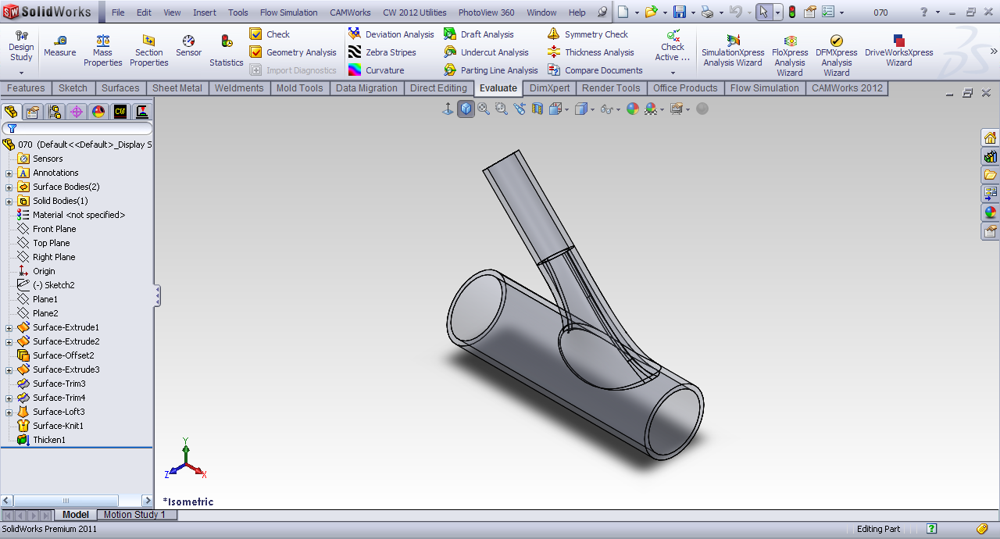 SolidWorks File Edit View Insert Tools Flow Simulation CAMWorks CW 2012 Utilities PhotoView 360 Window Help 070 ?
Design Study
Measure
Mass Properties
Section Properties
Sensor
Statistics
Check
Geometry Analysis
Import Diagnostics
Deviation Analysis
Zebra Stripes
Curvature
Draft Analysis
Undercut Analysis
Parting Line Analysis
Symmetry Check
Thickness Analysis
Compare Documents
Check Active ...
SimulationXpress Analysis Wizard
FloXpress Analysis Wizard
DFMXpress Analysis Wizard
DriveWorksXpress Wizard
Features Sketch Surfaces Sheet Metal Weldments Mold Tools Data Migration Direct Editing Evaluate DimXpert Render Tools Office Products Flow Simulation CAMWorks 2012
CW
070 (Default<<Default>_Display S
Sensors
A Annotations
Surface Bodies(2)
Solid Bodies(1)
Material <not specified>
Front Plane
Top Plane
Right Plane
Origin
(-) Sketch2
Plane1
Plane2
Surface-Extrude1
Surface-Extrude2
Surface-Offset2
Surface-Extrude3
Surface-Trim3
Surface-Trim4
Surface-Loft3
Surface-Knit1
Thicken1
Y
Z X
*Isometric
Model Motion Study 1
SolidWorks Premium 2011 Editing Part ?